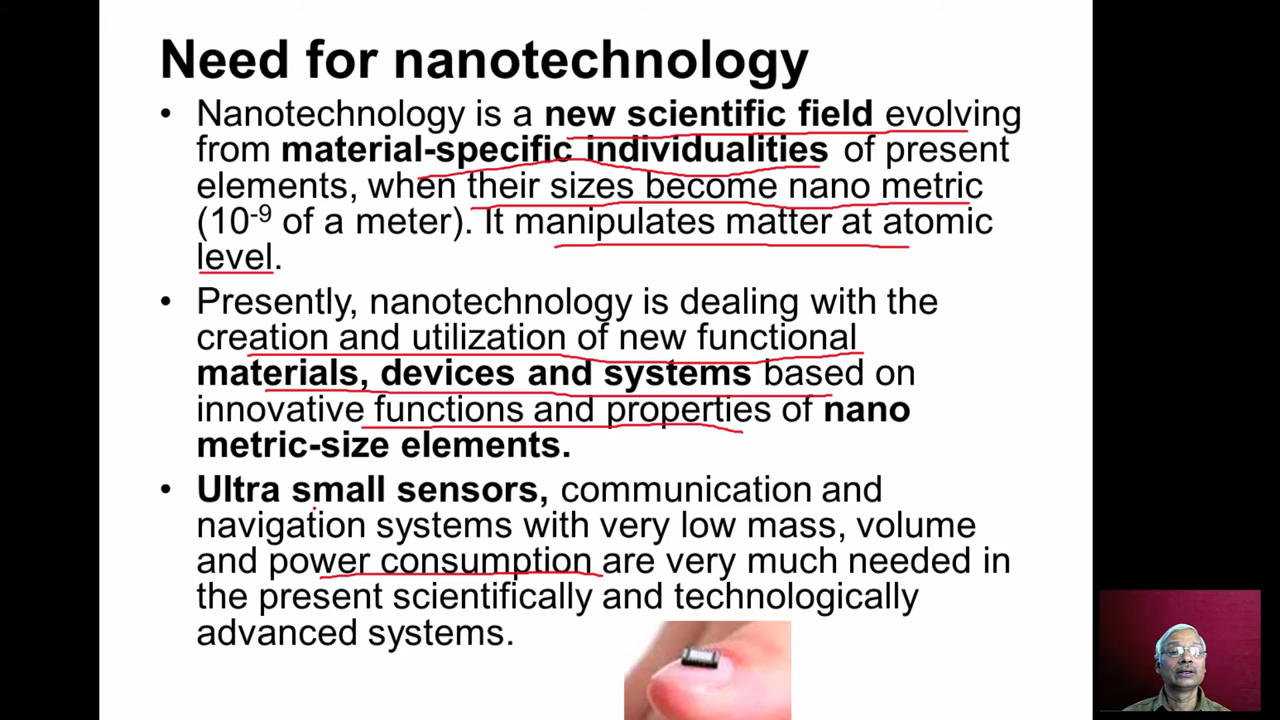 Need for nanotechnology
• Nanotechnology is a new scientific field evolving
from material-specific individualities of present
elements, when their sizes become nano metric
(10⁻⁹ of a meter). It manipulates matter at atomic
level.
• Presently, nanotechnology is dealing with the
creation and utilization of new functional
materials, devices and systems based on
innovative functions and properties of nano
metric-size elements.
• Ultra small sensors, communication and
navigation systems with very low mass, volume
and power consumption are very much needed in
the present scientifically and technologically
advanced systems.